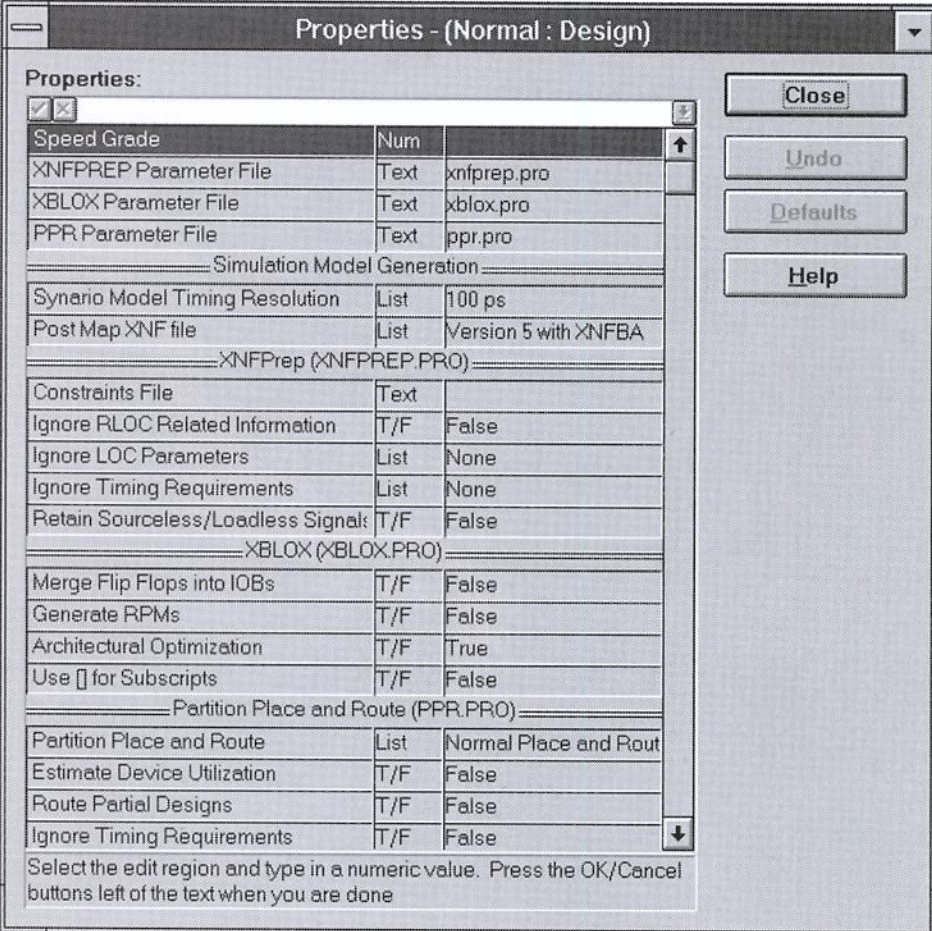 Properties - (Normal : Design)
Properties:
Close
Undo
Defaults
Help
Speed Grade Num
XNFPREP Parameter File Text xnfprep.pro
XBLOX Parameter File Text xblox.pro
PPR Parameter File Text ppr.pro
Simulation Model Generation
Synario Model Timing Resolution List 100 ps
Post Map XNF file List Version 5 with XNFBA
XNFPrep (XNFPREP.PRO)
Constraints File Text
Ignore RLOC Related Information T/F False
Ignore LOC Parameters List None
Ignore Timing Requirements List None
Retain Sourceless/Loadless Signals T/F False
XBLOX (XBLOX.PRO)
Merge Flip Flops into IOBs T/F False
Generate RPMs T/F False
Architectural Optimization T/F True
Use [] for Subscripts T/F False
Partition Place and Route (PPR.PRO)
Partition Place and Route List Normal Place and Rout
Estimate Device Utilization T/F False
Route Partial Designs T/F False
Ignore Timing Requirements T/F False
Select the edit region and type in a numeric value. Press the OK/Cancel
buttons left of the text when you are done